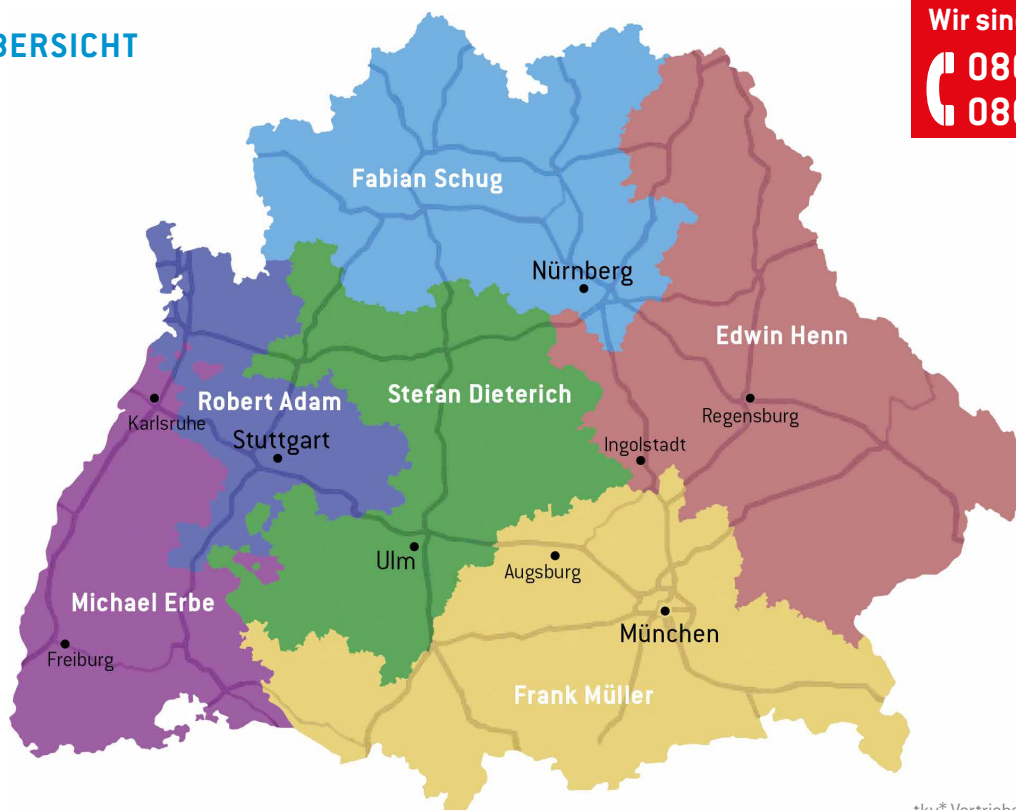 BERSICHT
Wir sin
080
080
Fabian Schug
Nürnberg
Edwin Henn
Robert Adam
Stefan Dieterich
Karlsruhe
Regensburg
Stuttgart
Ingolstadt
Ulm
Augsburg
Michael Erbe
München
Freiburg
Frank Müller